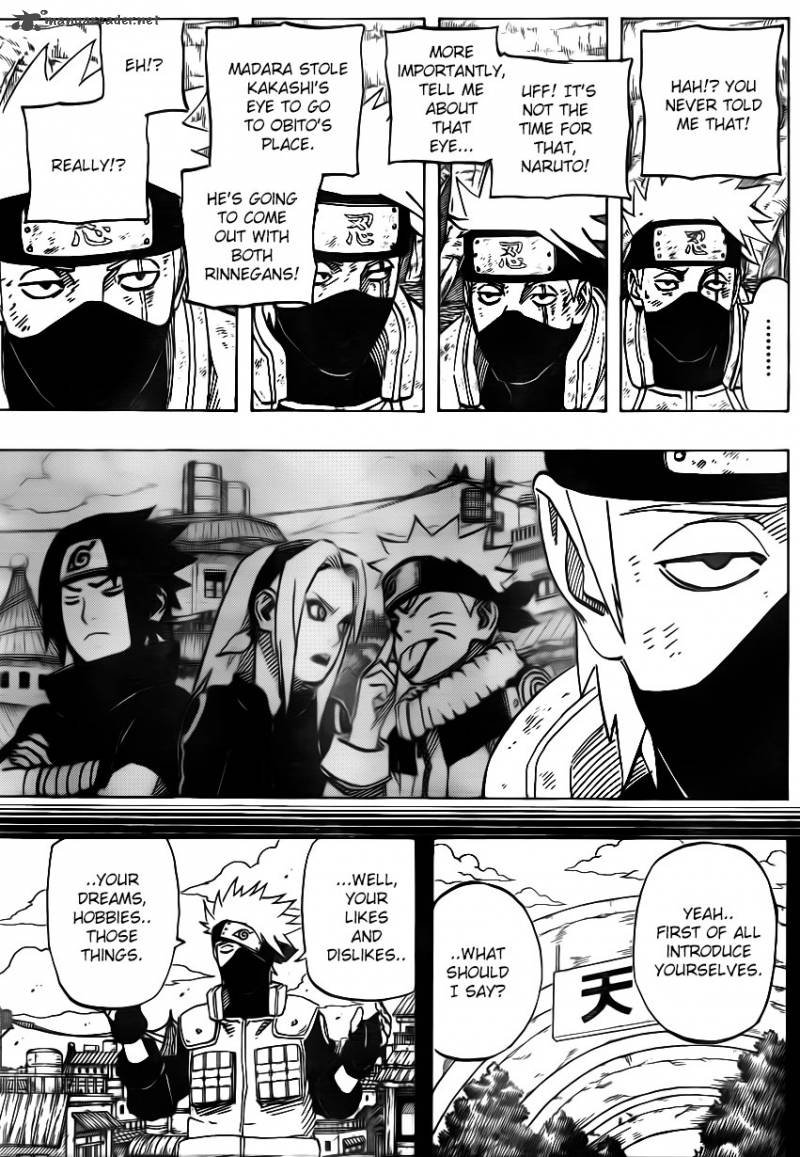 HAH!? YOU
NEVER TOLD
ME THAT!
........
UFF! IT'S
NOT THE
TIME FOR
THAT,
NARUTO!
MORE
IMPORTANTLY,
TELL ME
ABOUT
THAT
EYE...
MADARA STOLE
KAKASHI'S
EYE TO GO
TO OBITO'S
PLACE.
HE'S GOING
TO COME
OUT WITH
BOTH
RINNEGANS!
EH!?
REALLY!?
忍
忍
忍
YEAH..
FIRST OF ALL
INTRODUCE
YOURSELVES.
天
..WHAT
SHOULD
I SAY?
...WELL,
YOUR
LIKES
AND
DISLIKES..
..YOUR
DREAMS,
HOBBIES..
THOSE
THINGS.